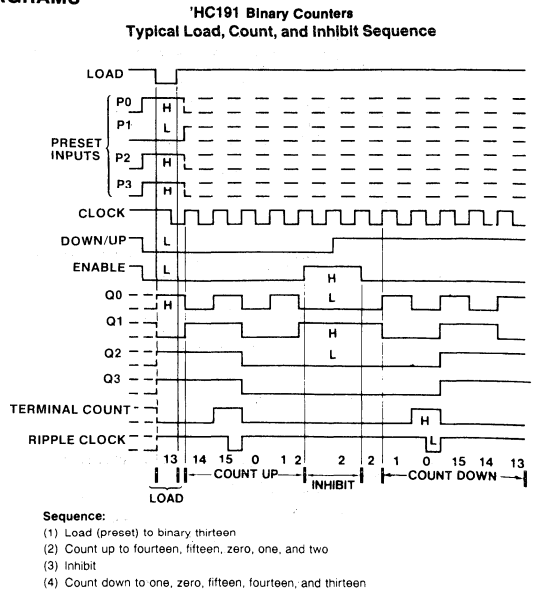 'HC191 Binary Counters
Typical Load, Count, and Inhibit Sequence
LOAD
PRESET
INPUTS
P0 H
P1 L
P2 H
P3 H
CLOCK
DOWN/UP L
ENABLE L H
Q0 H L
Q1 H
Q2 L
Q3
TERMINAL COUNT H
RIPPLE CLOCK L
13 14 15 0 1 2 2 2 1 0 15 14 13
COUNT UP INHIBIT COUNT DOWN
LOAD
Sequence:
(1) Load (preset) to binary thirteen
(2) Count up to fourteen, fifteen, zero, one, and two
(3) Inhibit
(4) Count down to one, zero, fifteen, fourteen, and thirteen